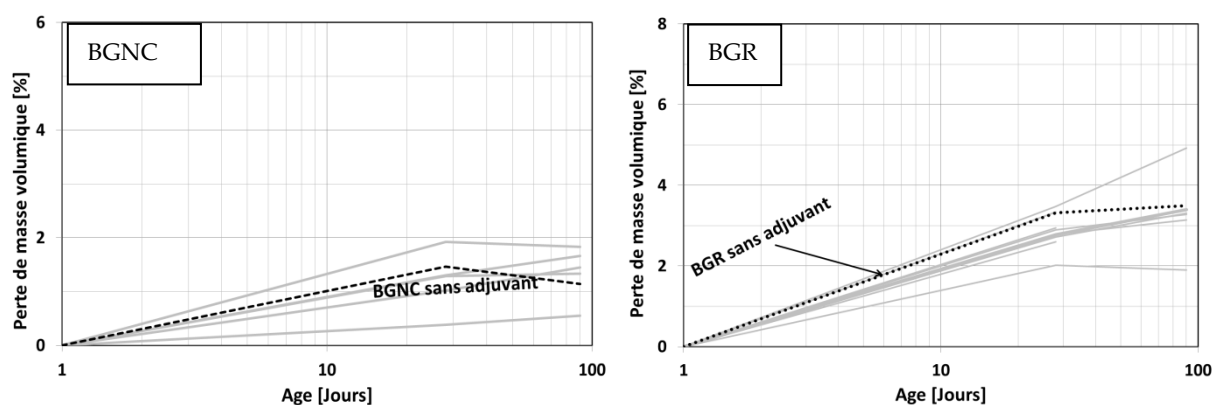 BGNC
Perte de masse volumique [%]
6
4
2
0
BGNC sans adjuvant
1
10
100
Age [Jours]
BGR
Perte de masse volumique [%]
8
6
4
2
0
BGR sans adjuvant
1
10
100
Age [Jours]